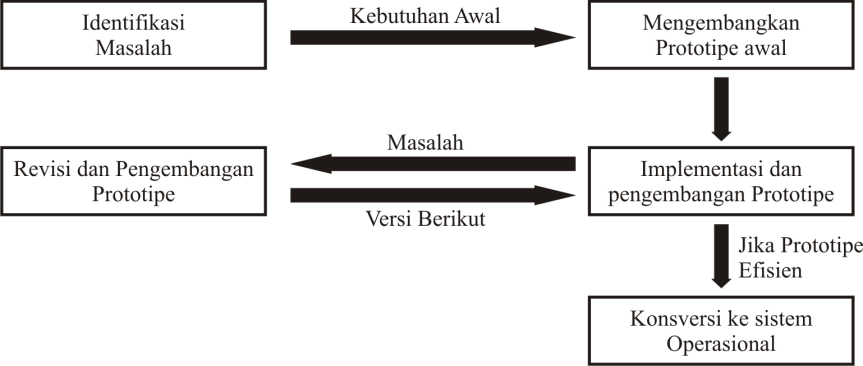 Identifikasi
Masalah
Kebutuhan Awal
Mengembangkan
Prototipe awal
Revisi dan Pengembangan
Prototipe
Masalah
Versi Berikut
Implementasi dan
pengembangan Prototipe
Jika Prototipe
Efisien
Konsversi ke sistem
Operasional